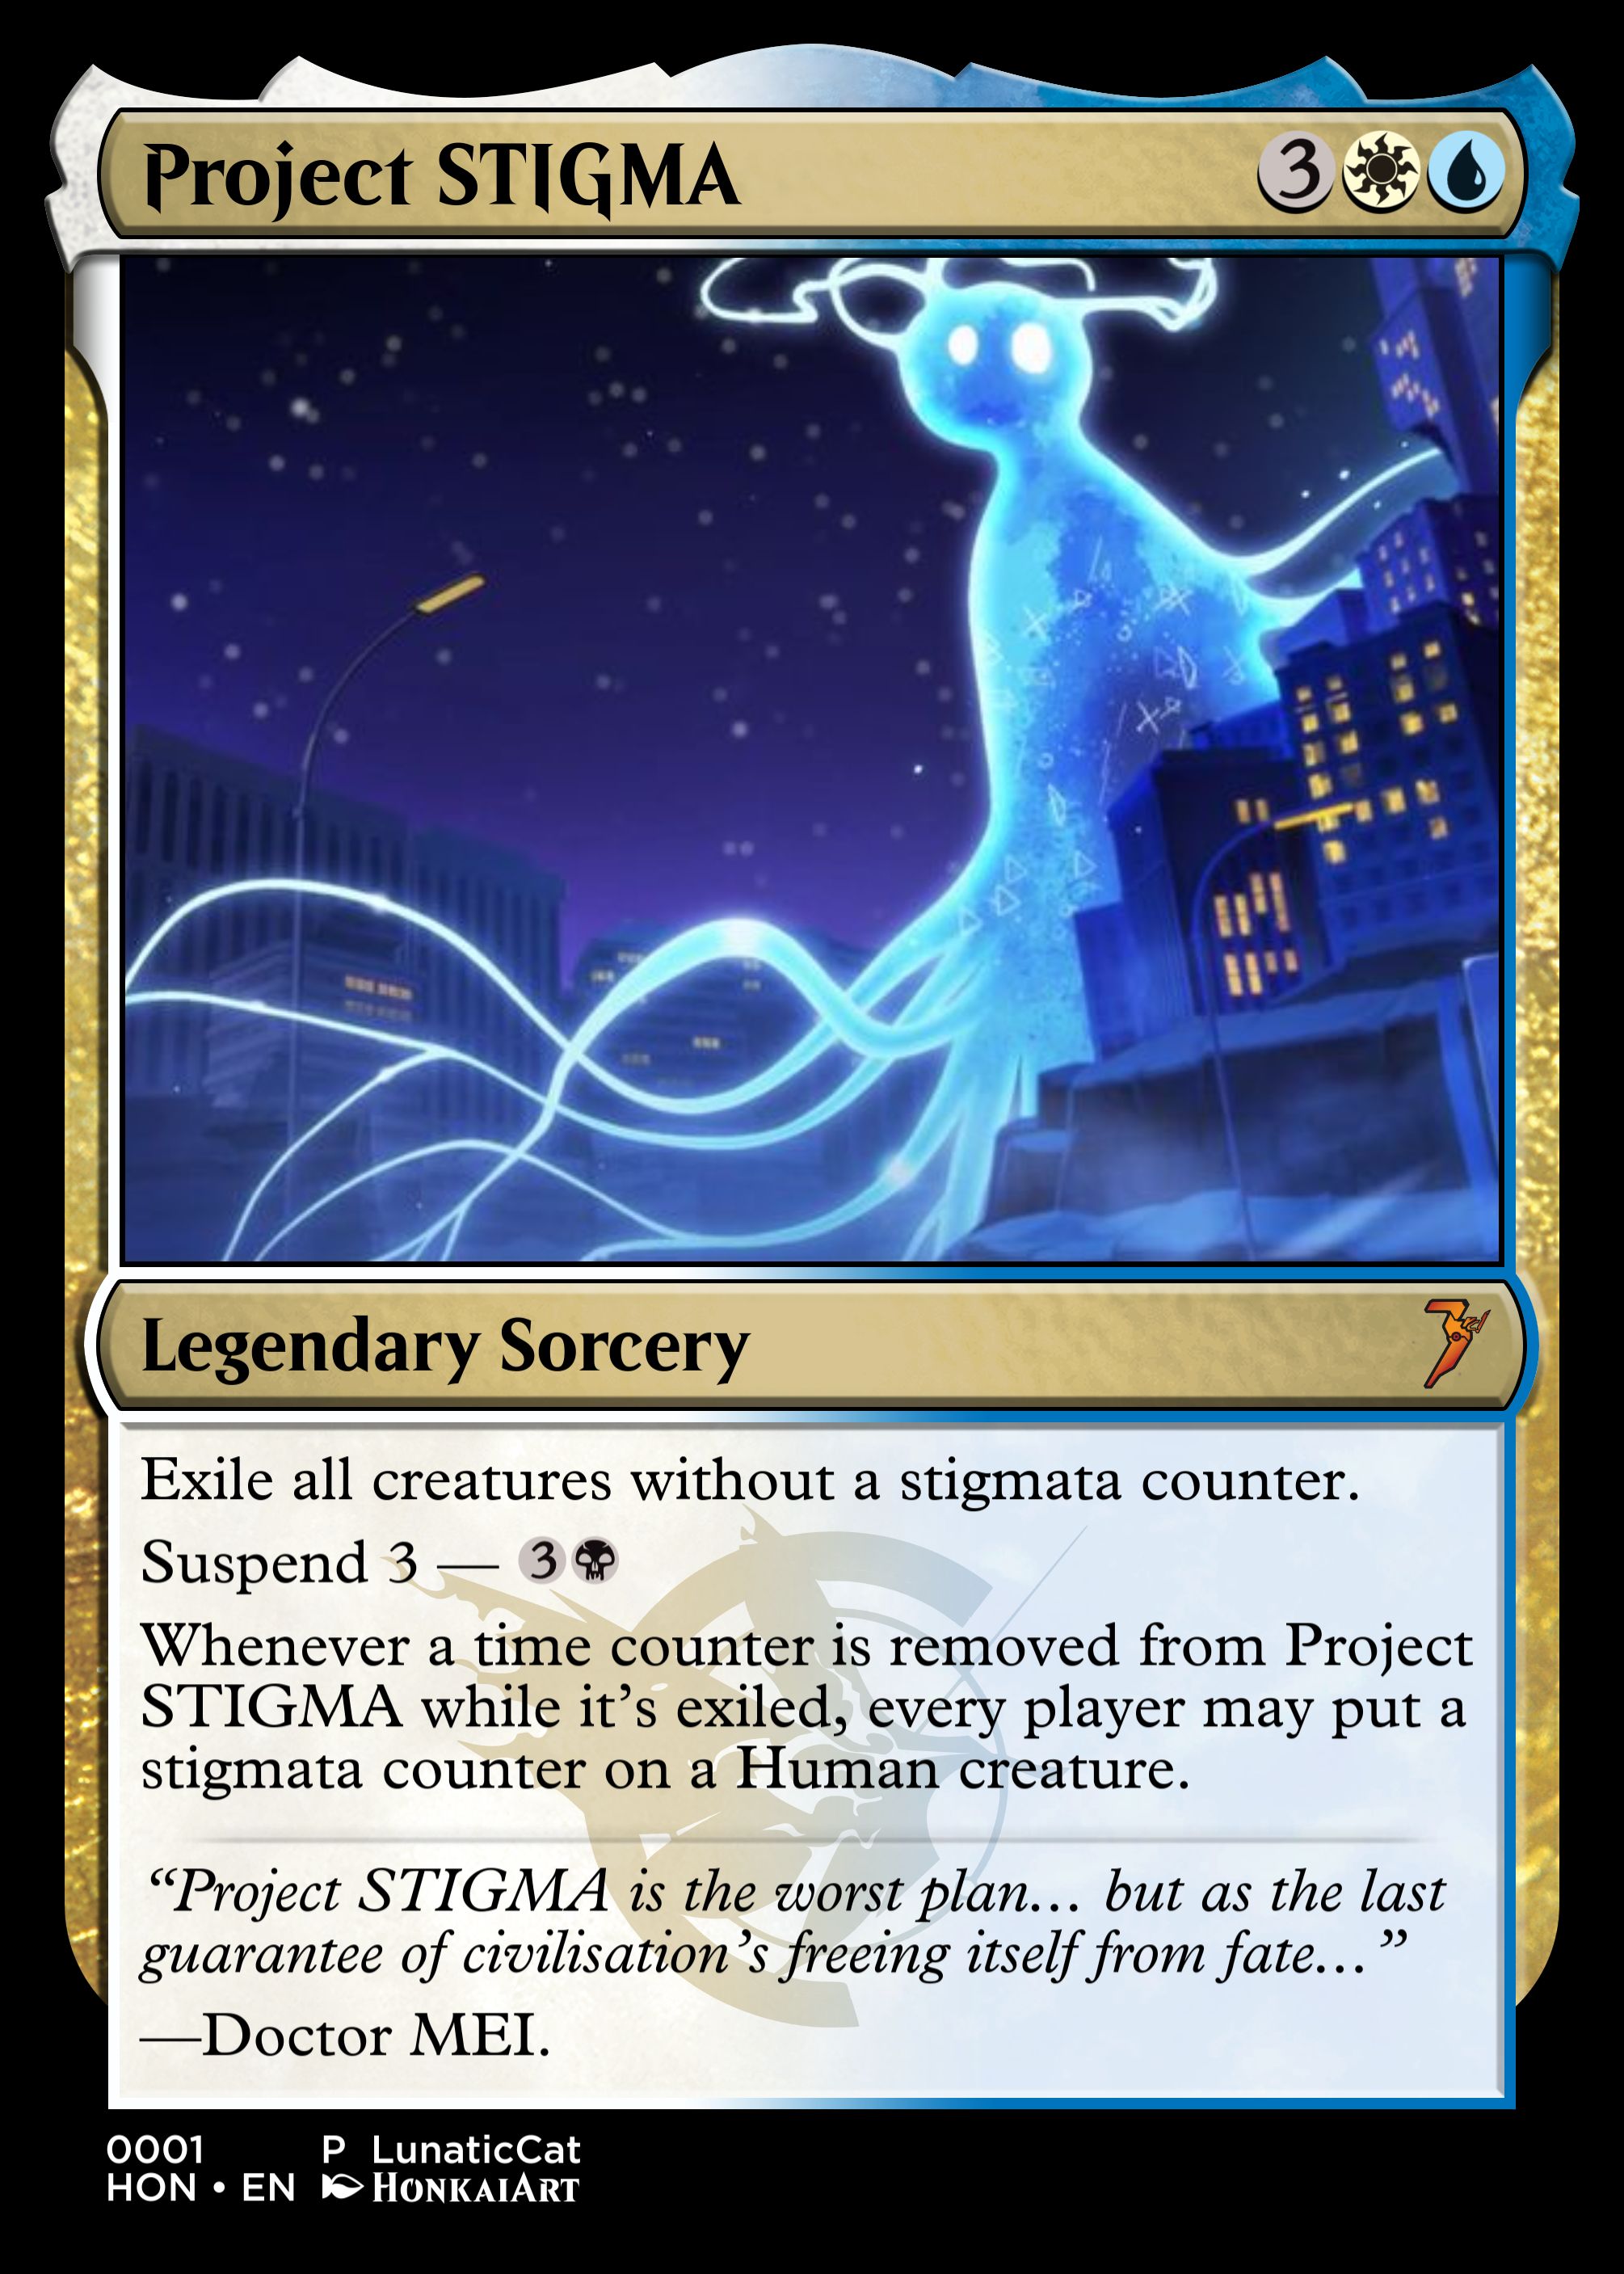 Project STIGMA 3
Legendary Sorcery
Exile all creatures without a stigmata counter.
Suspend 3 — 3
Whenever a time counter is removed from Project
STIGMA while it’s exiled, every player may put a
stigmata counter on a Human creature.
“Project STIGMA is the worst plan… but as the last
guarantee of civilisation’s freeing itself from fate…”
—Doctor MEI.
0001 P LunaticCat
HON • EN HonkaiArt